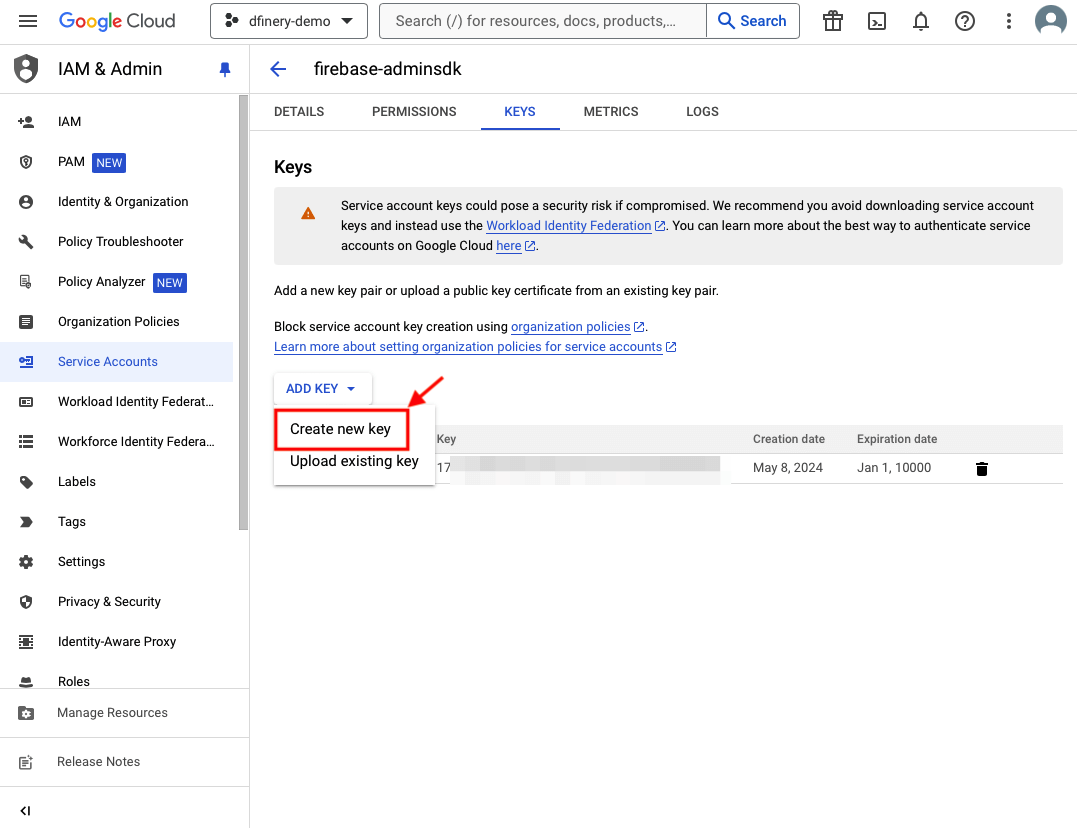 Google Cloud
dfinery-demo
Search (/) for resources, docs, products,...
Search
IAM & Admin
firebase-adminsdk
DETAILS PERMISSIONS KEYS METRICS LOGS
IAM
PAM NEW
Identity & Organization
Policy Troubleshooter
Policy Analyzer NEW
Organization Policies
Service Accounts
Workload Identity Federat...
Workforce Identity Federa...
Labels
Tags
Settings
Privacy & Security
Identity-Aware Proxy
Roles
Manage Resources
Release Notes
Keys
Service account keys could pose a security risk if compromised. We recommend you avoid downloading service account
keys and instead use the Workload Identity Federation. You can learn more about the best way to authenticate service
accounts on Google Cloud here.
Add a new key pair or upload a public key certificate from an existing key pair.
Block service account key creation using organization policies.
Learn more about setting organization policies for service accounts
ADD KEY
Create new key
Upload existing key
Key Creation date Expiration date
17 May 8, 2024 Jan 1, 10000